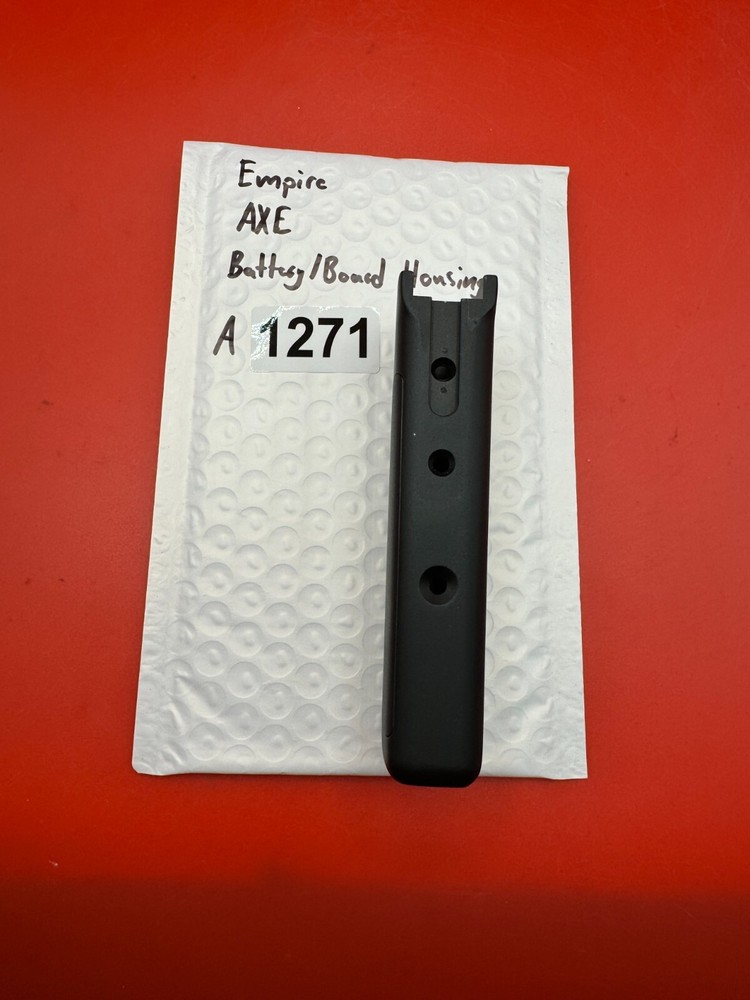 Empire
AXE
Battery/Board Housing
A 1271